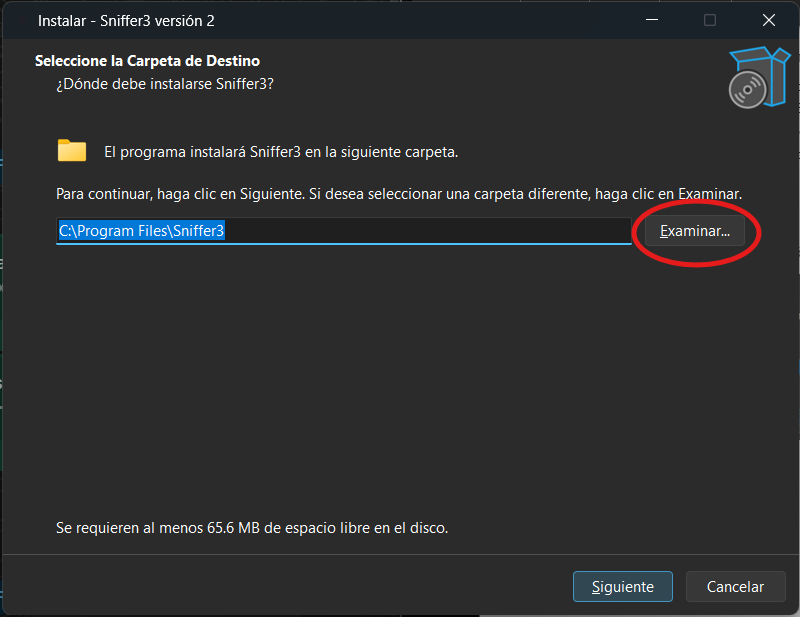 Instalar - Sniffer3 versión 2
Seleccione la Carpeta de Destino
¿Dónde debe instalarse Sniffer3?
El programa instalará Sniffer3 en la siguiente carpeta.
Para continuar, haga clic en Siguiente. Si desea seleccionar una carpeta diferente, haga clic en Examinar.
C:\Program Files\Sniffer3
Examinar...
Se requieren al menos 65.6 MB de espacio libre en el disco.
Siguiente
Cancelar